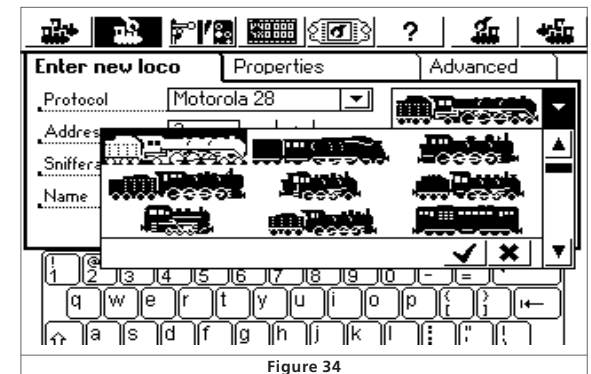 ?
Enter new loco Properties Advanced
Protocol Motorola 28
Addres
Sniffera
Name
! @
1 2 3 4 5 6 7 8 9 0 - =
q w e r t y u i o p { [ } ]
a s d f g h j k l
Figure 34